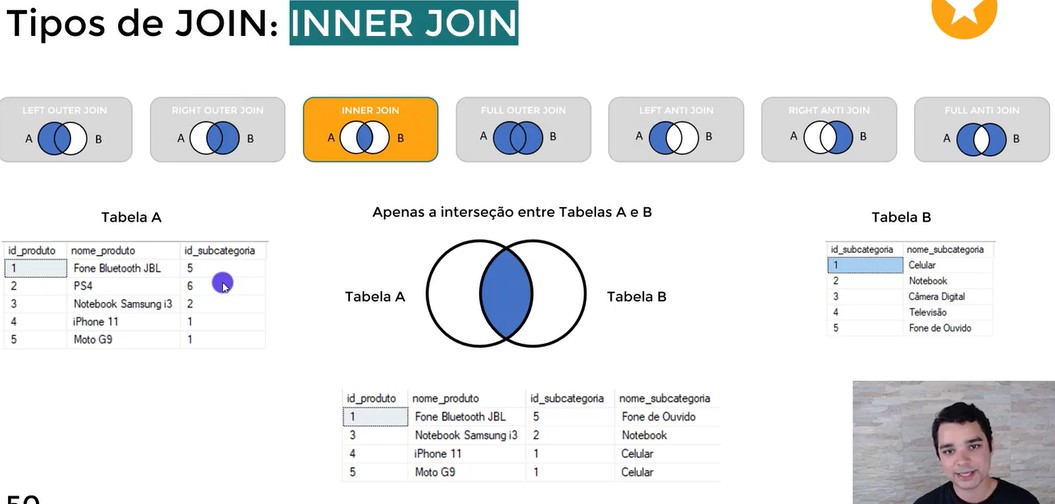 Tipos de JOIN: INNER JOIN
LEFT OUTER JOIN
A B
RIGHT OUTER JOIN
A B
INNER JOIN
A B
FULL OUTER JOIN
A B
LEFT ANTI JOIN
A B
RIGHT ANTI JOIN
A B
FULL ANTI JOIN
A B
Tabela A
id_produto nome_produto id_subcategoria
1 Fone Bluetooth JBL 5
2 PS4 6
3 Notebook Samsung i3 2
4 iPhone 11 1
5 Moto G9 1
Apenas a interseção entre Tabelas A e B
Tabela A Tabela B
Tabela B
id_subcategoria nome_subcategoria
1 Celular
2 Notebook
3 Câmera Digital
4 Televisão
5 Fone de Ouvido
id_produto nome_produto id_subcategoria nome_subcategoria
1 Fone Bluetooth JBL 5 Fone de Ouvido
3 Notebook Samsung i3 2 Notebook
4 iPhone 11 1 Celular
5 Moto G9 1 Celular